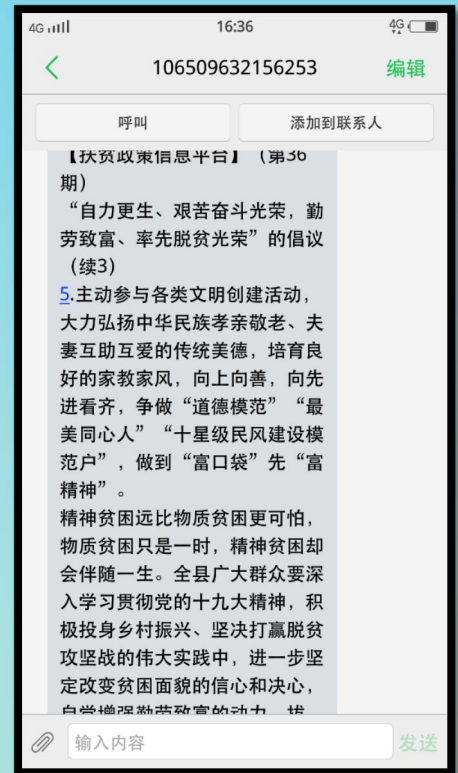 4G
16:36
4G
106509632156253
编辑
呼叫
添加到联系人
【扶贫政策信息平台】（第36
期）
“自力更生、艰苦奋斗光荣，勤
劳致富、率先脱贫光荣”的倡议
（续3）
5.主动参与各类文明创建活动，
大力弘扬中华民族孝亲敬老、夫
妻互助互爱的传统美德，培育良
好的家教家风，向上向善，向先
进看齐，争做“道德模范”“最
美同心人”“十星级民风建设模
范户”，做到“富口袋”先“富
精神”。
精神贫困远比物质贫困更可怕，
物质贫困只是一时，精神贫困却
会伴随一生。全县广大群众要深
入学习贯彻党的十九大精神，积
极投身乡村振兴、坚决打赢脱贫
攻坚战的伟大实践中，进一步坚
定改变贫困面貌的信心和决心，
自觉增强勤劳致富的动力，拔
输入内容
发送